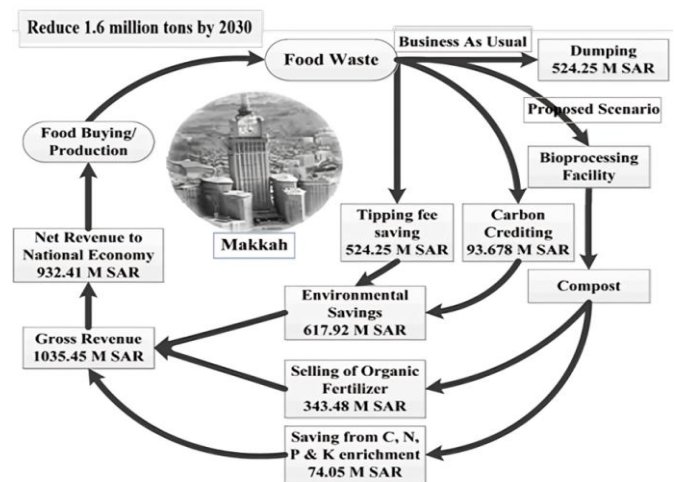 Reduce 1.6 million tons by 2030
Food Waste
Business As Usual
Dumping
524.25 M SAR
Proposed Scenario
Bioprocessing
Facility
Food Buying/
Production
Makkah
Tipping fee
saving
524.25 M SAR
Carbon
Crediting
93.678 M SAR
Net Revenue to
National Economy
932.41 M SAR
Compost
Environmental
Savings
617.92 M SAR
Gross Revenue
1035.45 M SAR
Selling of Organic
Fertilizer
343.48 M SAR
Saving from C, N,
P & K enrichment
74.05 M SAR